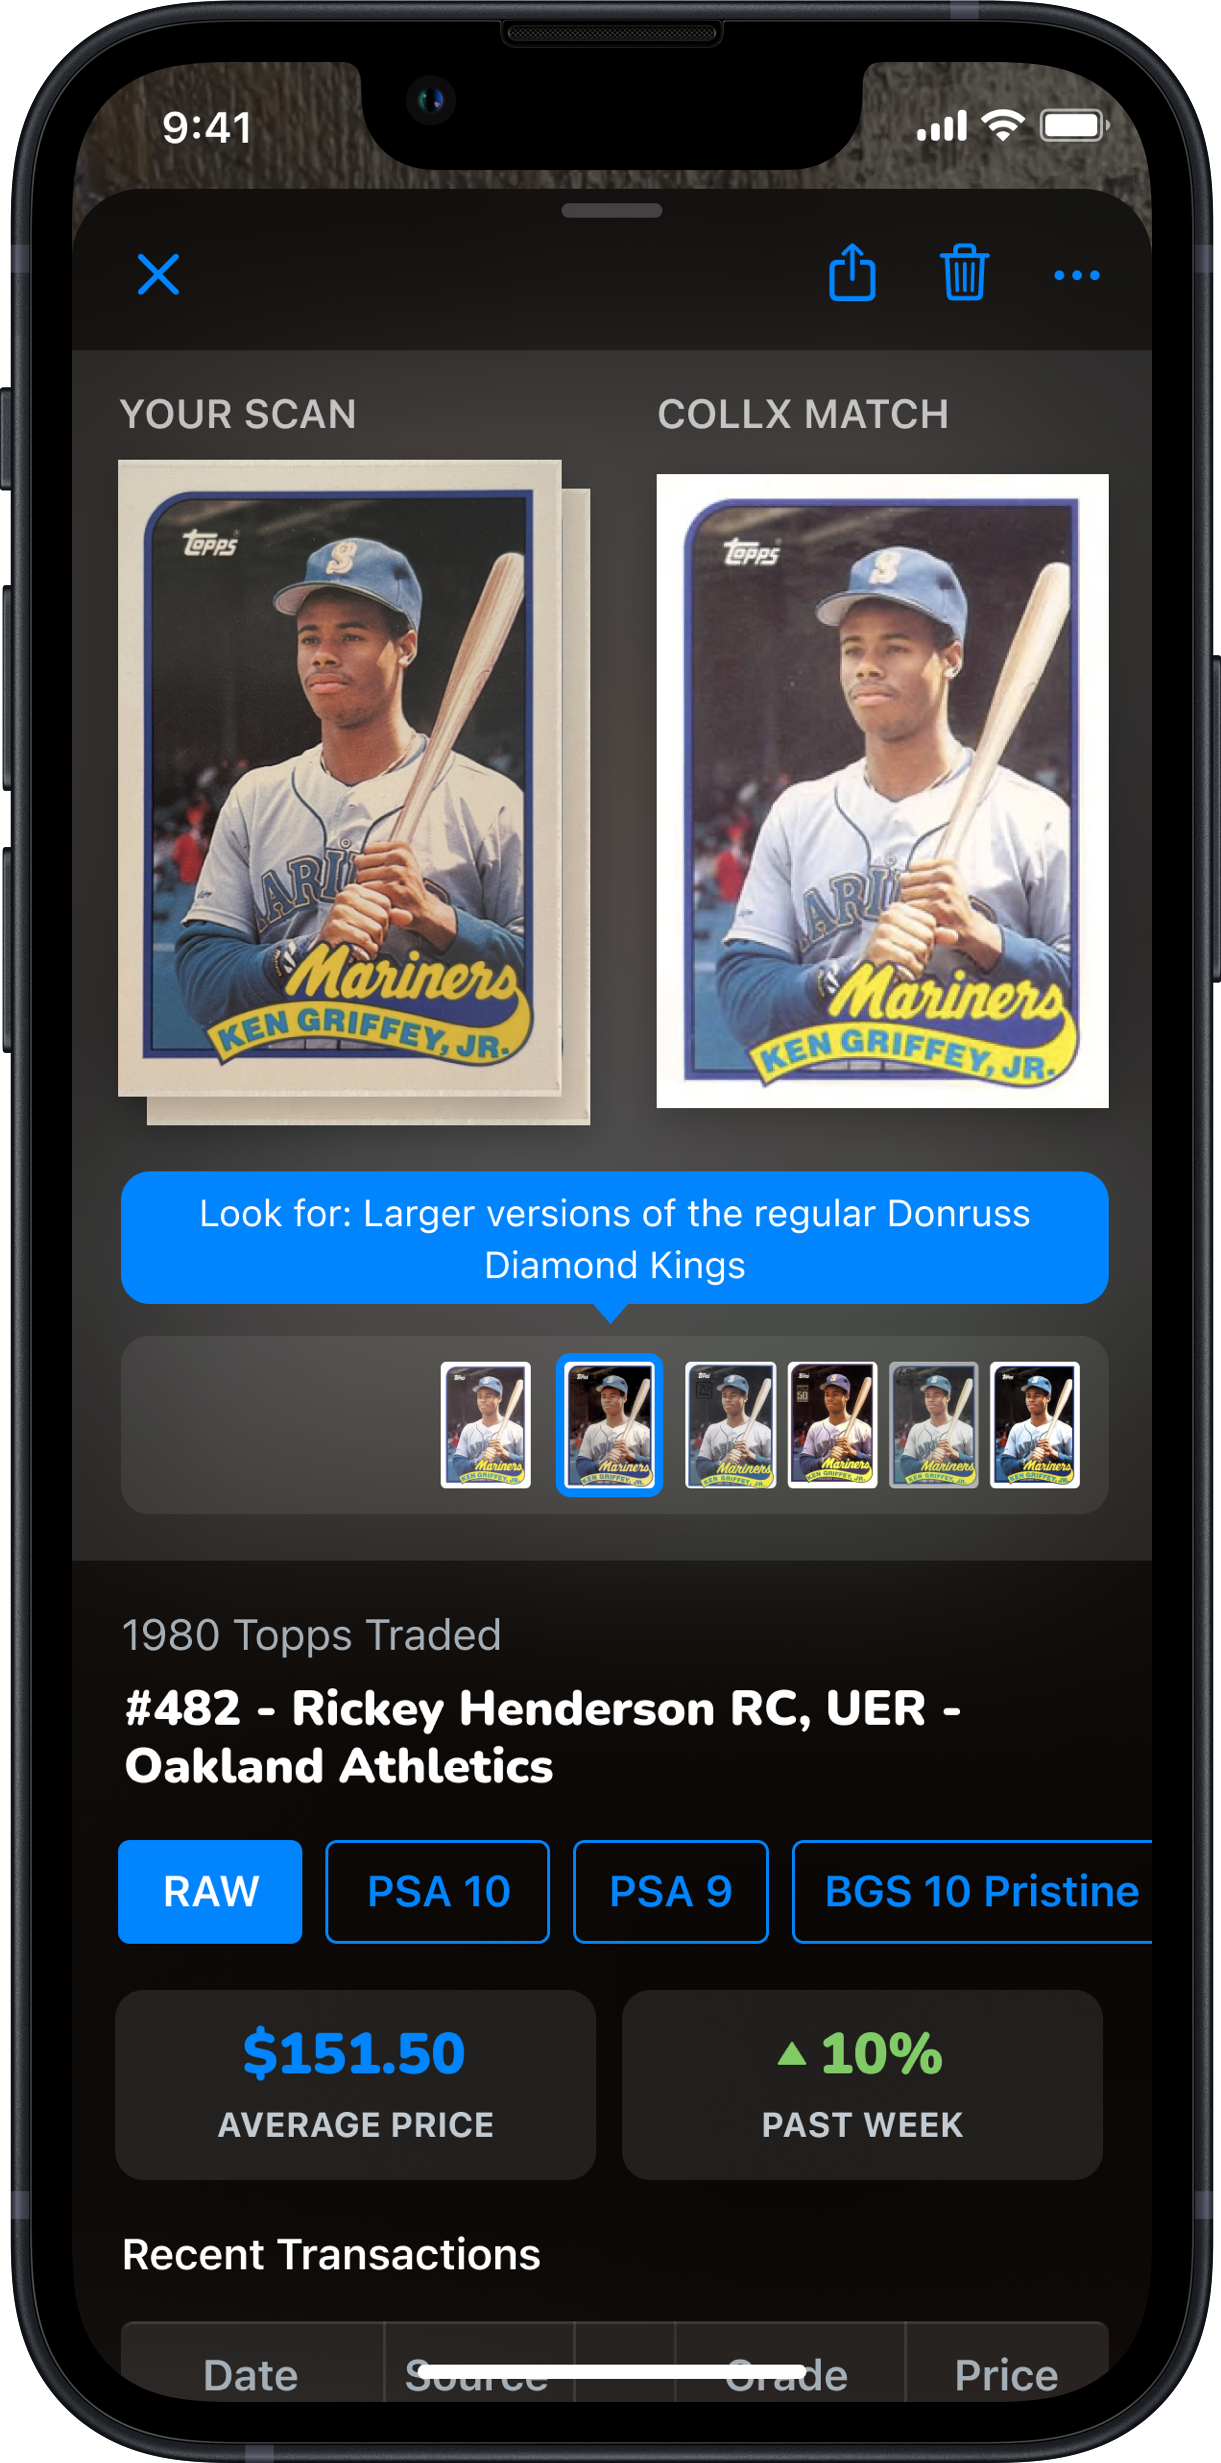 9:41
YOUR SCAN
COLLX MATCH
Topps
Mariners
KEN GRIFFEY, JR.
Topps
Mariners
KEN GRIFFEY, JR.
Look for: Larger versions of the regular Donruss
Diamond Kings
1980 Topps Traded
#482 - Rickey Henderson RC, UER -
Oakland Athletics
RAW
PSA 10
PSA 9
BGS 10 Pristine
$151.50
AVERAGE PRICE
10%
PAST WEEK
Recent Transactions
Date
Source
Grade
Price